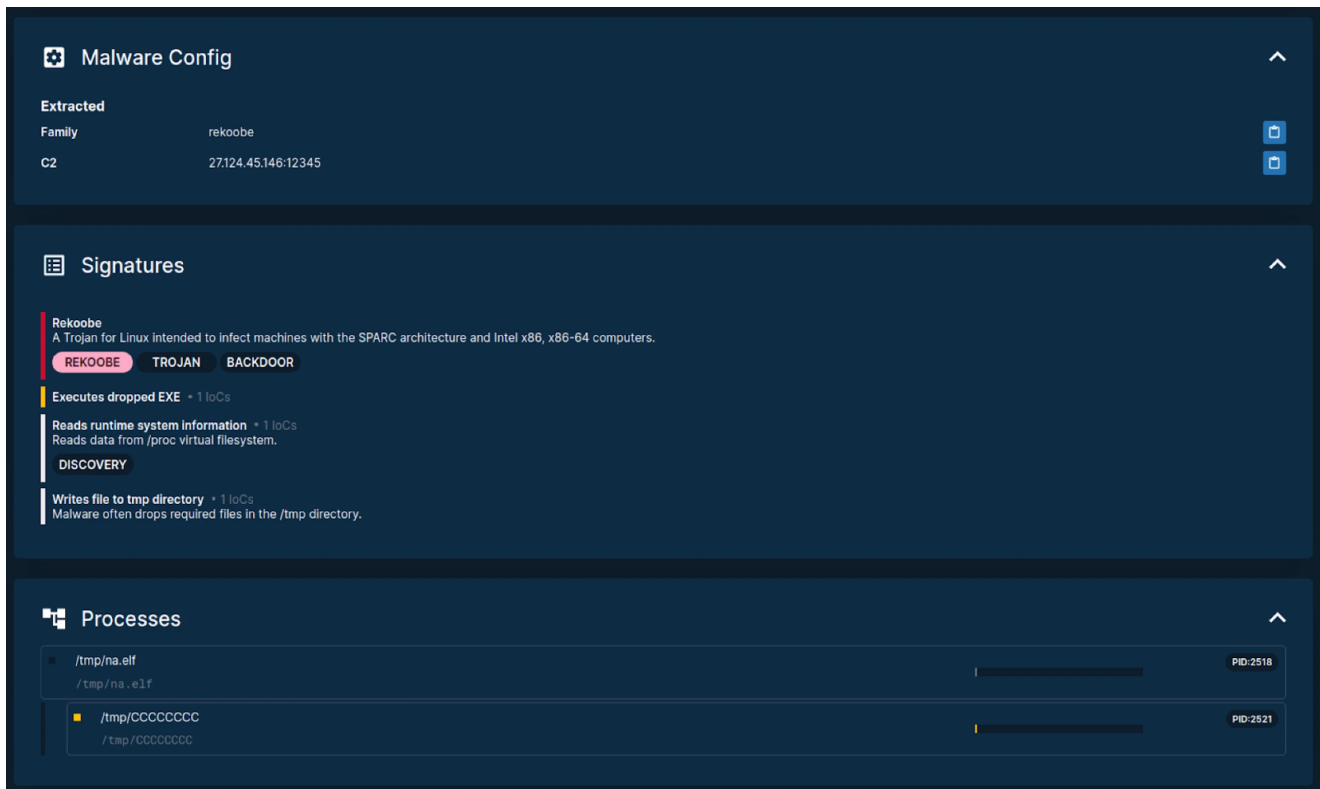 Malware Config
Extracted
Family rekoobe
C2 27.124.45.146:12345
Signatures
Rekoobe
A Trojan for Linux intended to infect machines with the SPARC architecture and Intel x86, x86-64 computers.
REKOOBE TROJAN BACKDOOR
Executes dropped EXE • 1 IoCs
Reads runtime system information • 1 IoCs
Reads data from /proc virtual filesystem.
DISCOVERY
Writes file to tmp directory • 1 IoCs
Malware often drops required files in the /tmp directory.
Processes
/tmp/na.elf PID:2518
/tmp/na.elf
/tmp/CCCCCCCC PID:2521
/tmp/CCCCCCCC